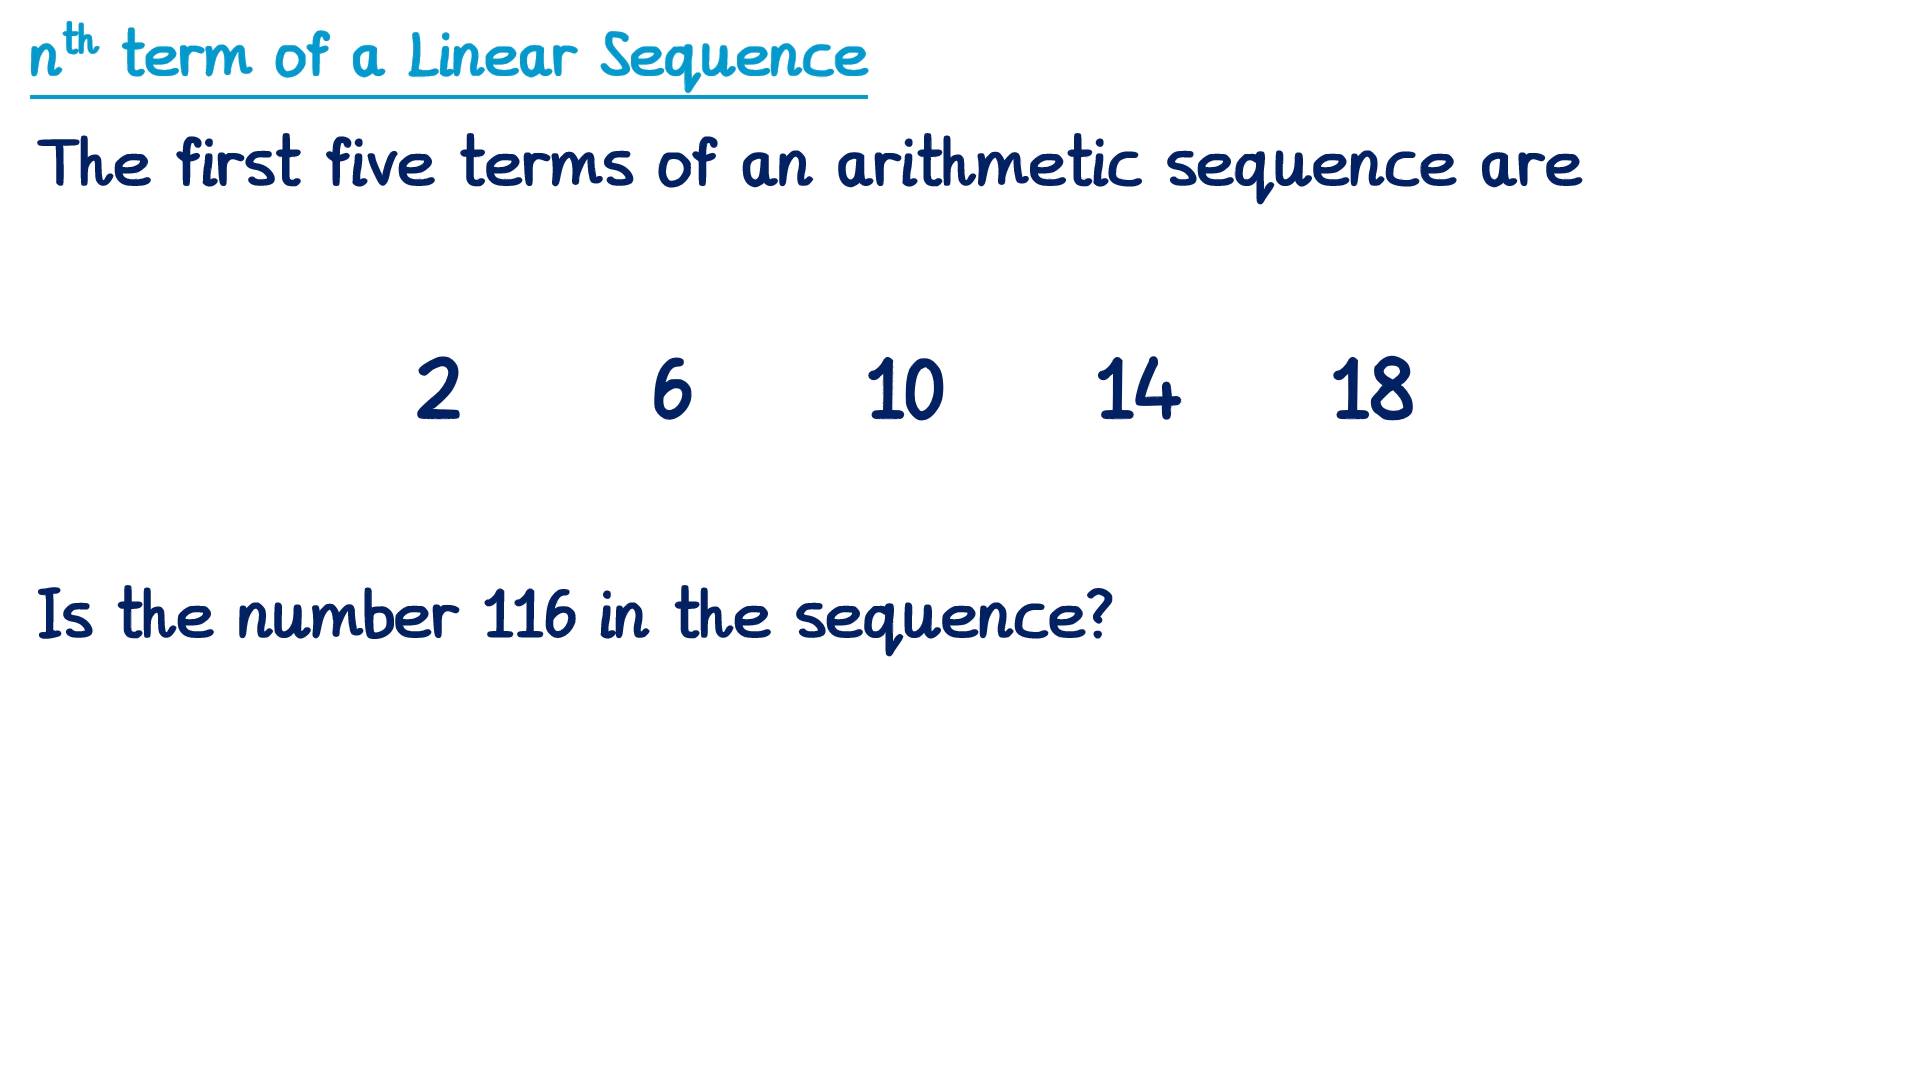 nth term of a Linear Sequence
The first five terms of an arithmetic sequence are
2 6 10 14 18
Is the number 116 in the sequence?